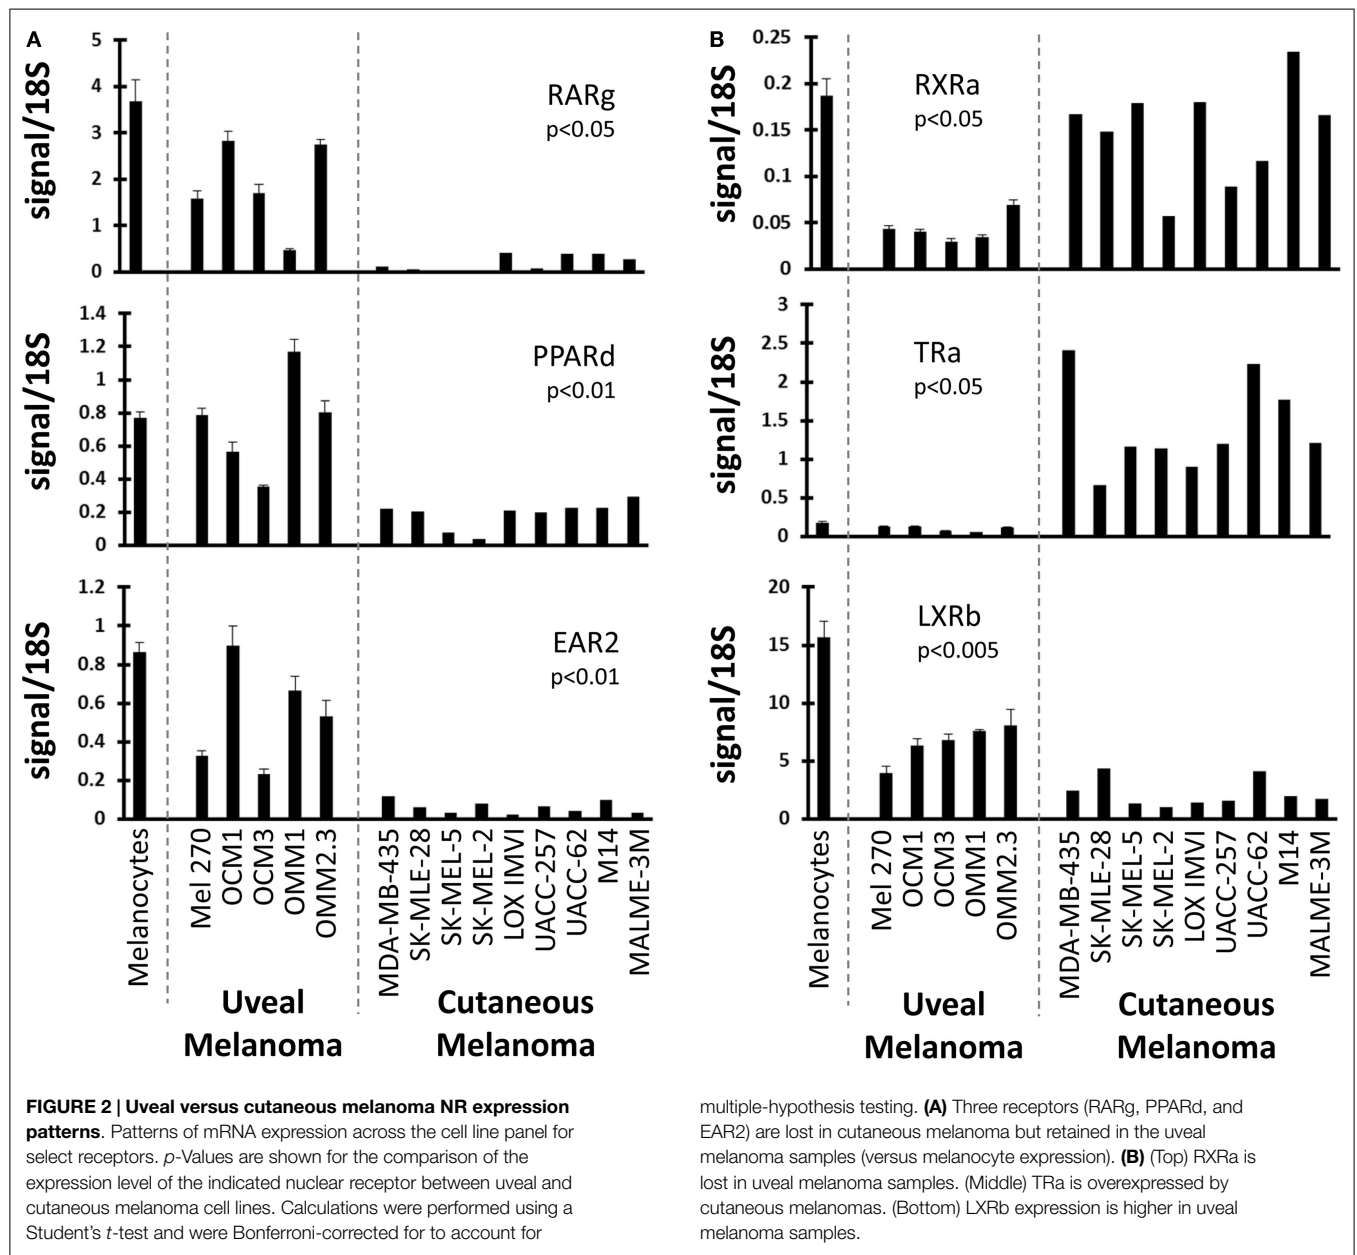 A
signal/18S
5
4
3
2
1
0
RARg
p<0.05
signal/18S
1.4
1.2
1
0.8
0.6
0.4
0.2
0
PPARd
p<0.01
signal/18S
1.2
1
0.8
0.6
0.4
0.2
0
EAR2
p<0.01
Melanocytes
Mel 270
OCM1
OCM3
OMM1
OMM2.3
MDA-MB-435
SK-MLE-28
SK-MEL-5
SK-MEL-2
LOX IMVI
UACC-257
UACC-62
M14
MALME-3M
Uveal
Melanoma
Cutaneous
Melanoma
B
signal/18S
0.25
0.2
0.15
0.1
0.05
0
RXRa
p<0.05
signal/18S
3
2.5
2
1.5
1
0.5
0
TRa
p<0.05
signal/18S
20
15
10
5
0
LXRb
p<0.005
Melanocytes
Mel 270
OCM1
OCM3
OMM1
OMM2.3
MDA-MB-435
SK-MLE-28
SK-MEL-5
SK-MEL-2
LOX IMVI
UACC-257
UACC-62
M14
MALME-3M
Uveal
Melanoma
Cutaneous
Melanoma
FIGURE 2 | Uveal versus cutaneous melanoma NR expression
patterns. Patterns of mRNA expression across the cell line panel for
select receptors. p-Values are shown for the comparison of the
expression level of the indicated nuclear receptor between uveal and
cutaneous melanoma cell lines. Calculations were performed using a
Student's t-test and were Bonferroni-corrected for to account for
multiple-hypothesis testing. (A) Three receptors (RARg, PPARd, and
EAR2) are lost in cutaneous melanoma but retained in the uveal
melanoma samples (versus melanocyte expression). (B) (Top) RXRa is
lost in uveal melanoma samples. (Middle) TRa is overexpressed by
cutaneous melanomas. (Bottom) LXRb expression is higher in uveal
melanoma samples.